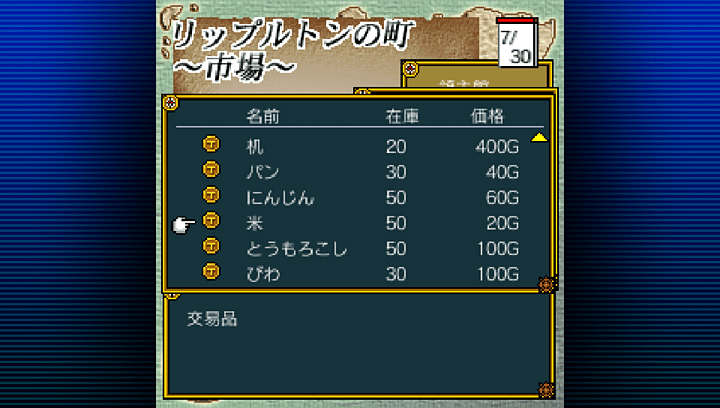 リップルトンの町
～市場～
7/
30
名前 在庫 価格
机 20 400G
パン 30 40G
にんじん 50 60G
米 50 20G
とうもろこし 50 100G
びわ 30 100G
交易品